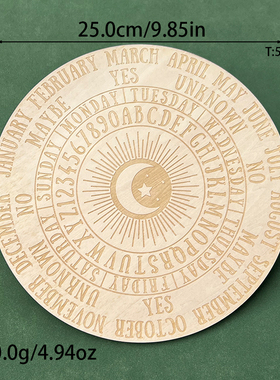 25.0cm/9.85in
T:5
JANUARY FEBRUARY MARCH APRIL MAY JUNE JULY AUGUST SEPTEMBER OCTOBER NOVEMBER DECEMBER
YES UNKNOWN NO MAYBE YES UNKNOWN NO MAYBE
SUNDAY MONDAY TUESDAY WEDNESDAY THURSDAY FRIDAY SATURDAY
1234567890ABCDEFGHIJKLMNOPQRSTUVWXYZ
0.0g/4.94oz